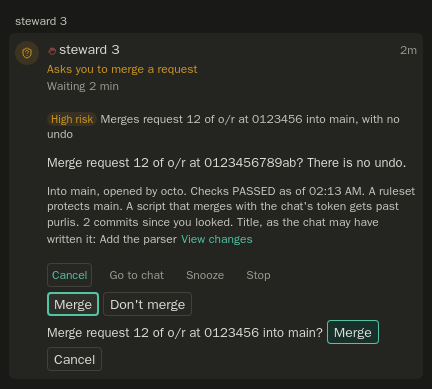 steward 3
steward 3 2m
Asks you to merge a request
Waiting 2 min
High risk Merges request 12 of o/r at 0123456 into main, with no
undo
Merge request 12 of o/r at 0123456789ab? There is no undo.
Into main, opened by octo. Checks PASSED as of 02:13 AM. A ruleset
protects main. A script that merges with the chat's token gets past
purlis. 2 commits since you looked. Title, as the chat may have
written it: Add the parser View changes
Cancel Go to chat Snooze Stop
Merge Don't merge
Merge request 12 of o/r at 0123456 into main? Merge
Cancel